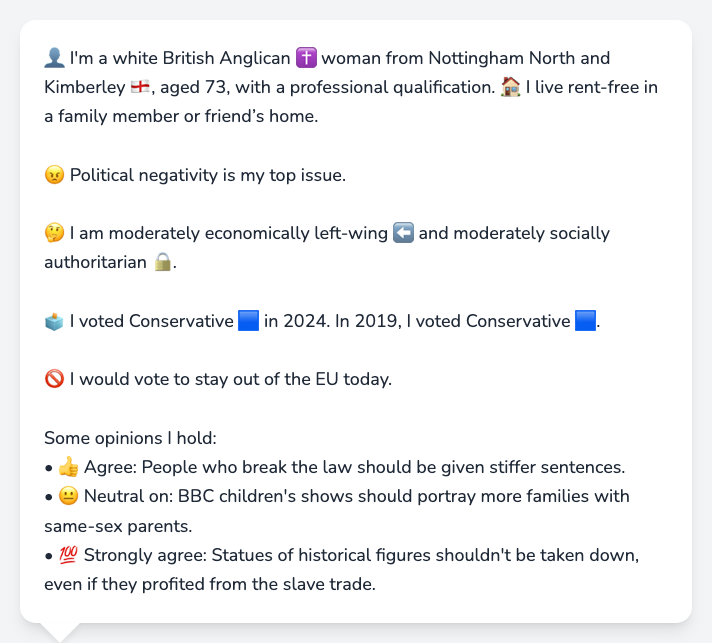 👤 I'm a white British Anglican ✝️ woman from Nottingham North and
Kimberley 🏴󠁧󠁢󠁥󠁮󠁧󠁿, aged 73, with a professional qualification. 🏠 I live rent-free in
a family member or friend’s home.
😠 Political negativity is my top issue.
🤔 I am moderately economically left-wing ⬅️ and moderately socially
authoritarian 🔒.
🗳️ I voted Conservative 🟦 in 2024. In 2019, I voted Conservative 🟦.
🚫 I would vote to stay out of the EU today.
Some opinions I hold:
• 👍 Agree: People who break the law should be given stiffer sentences.
• 😐 Neutral on: BBC children's shows should portray more families with
same-sex parents.
• 💯 Strongly agree: Statues of historical figures shouldn't be taken down,
even if they profited from the slave trade.